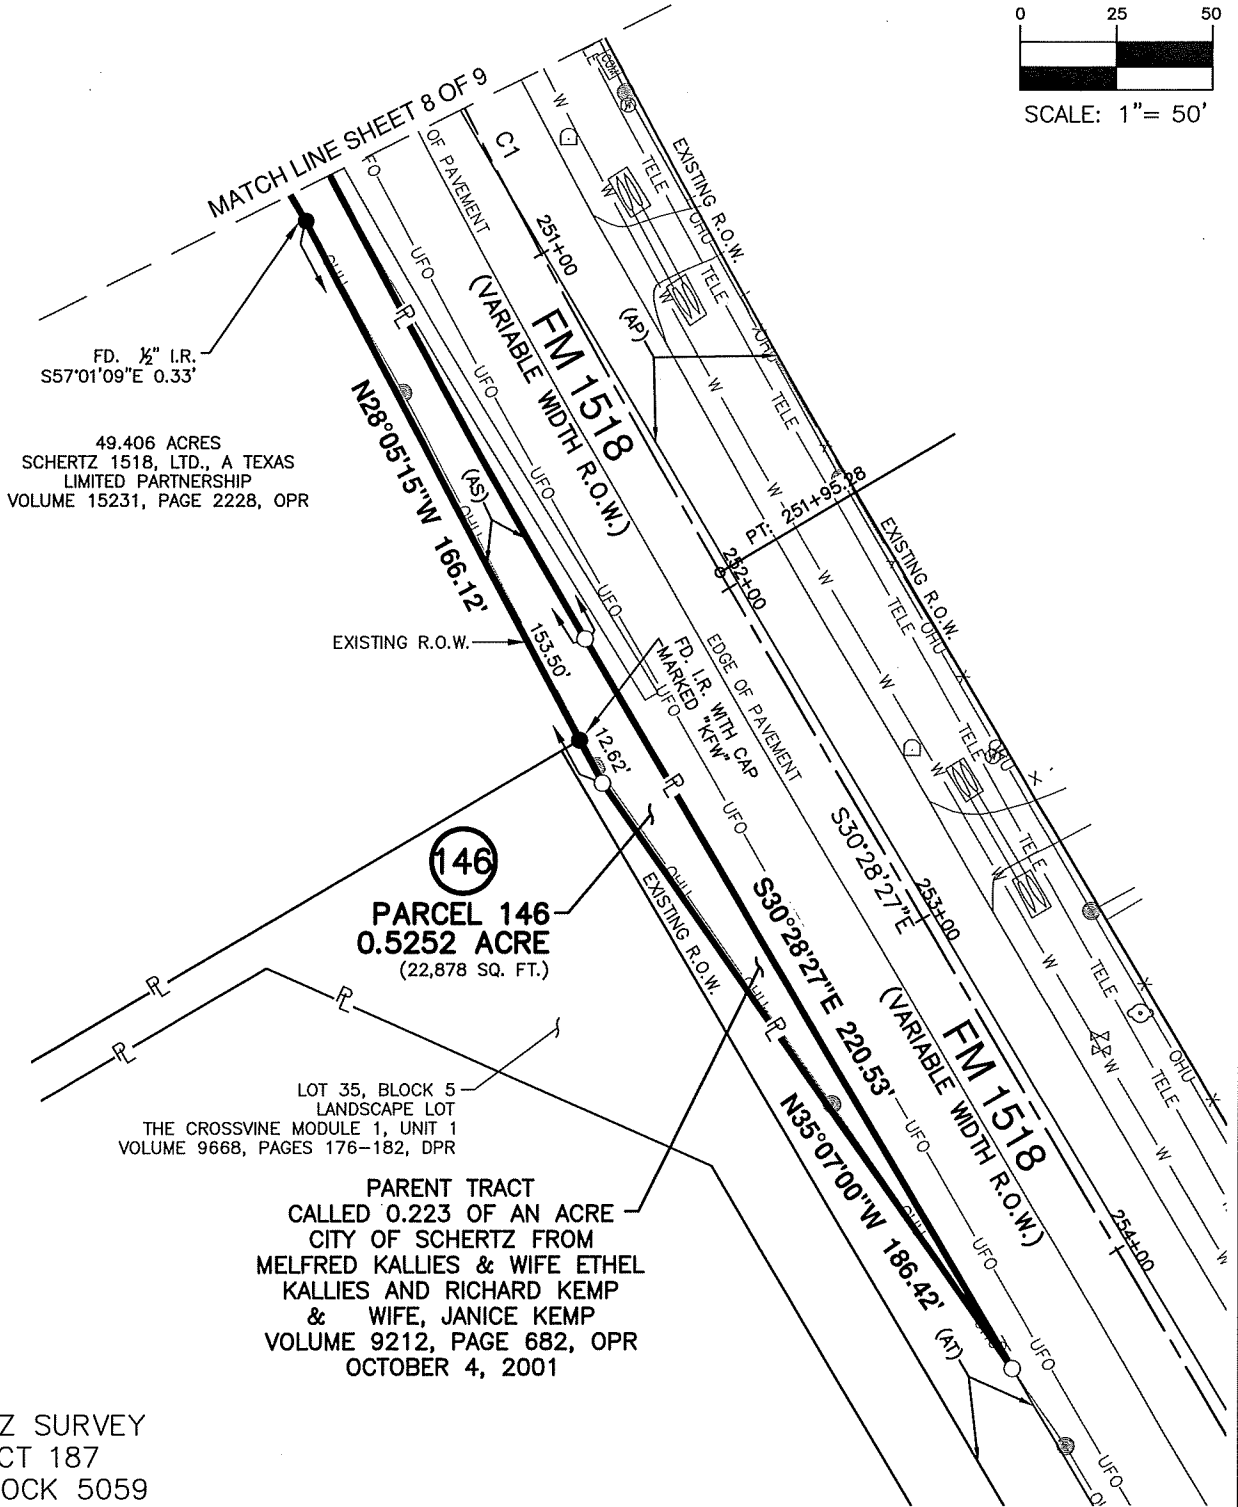 0 25 50
SCALE: 1"= 50'
MATCH LINE SHEET 8 OF 9
FD. ½" I.R.
S57°01'09"E 0.33'
49.406 ACRES
SCHERTZ 1518, LTD., A TEXAS
LIMITED PARTNERSHIP
VOLUME 15231, PAGE 2228, OPR
N28°05'15"W 166.12'
(AS)
EXISTING R.O.W.
153.50'
12.62'
FD. I.R. WITH CAP
MARKED
"KFW"
OF PAVEMENT
C1
251+00
FM 1518
(VARIABLE WIDTH R.O.W.)
(AP)
EXISTING R.O.W.
PT: 251+95.28
252+00
EXISTING R.O.W.
EDGE OF PAVEMENT
S30°28'27"E
253+00
146
PARCEL 146
0.5252 ACRE
(22,878 SQ. FT.)
EXISTING R.O.W.
S30°28'27"E 220.53'
FM 1518
(VARIABLE WIDTH R.O.W.)
254+00
LOT 35, BLOCK 5
LANDSCAPE LOT
THE CROSSVINE MODULE 1, UNIT 1
VOLUME 9668, PAGES 176-182, DPR
N35°07'00"W 186.42'
(AT)
PARENT TRACT
CALLED 0.223 OF AN ACRE
CITY OF SCHERTZ FROM
MELFRED KALLIES & WIFE ETHEL
KALLIES AND RICHARD KEMP
& WIFE, JANICE KEMP
VOLUME 9212, PAGE 682, OPR
OCTOBER 4, 2001
Z SURVEY
CT 187
OCK 5059